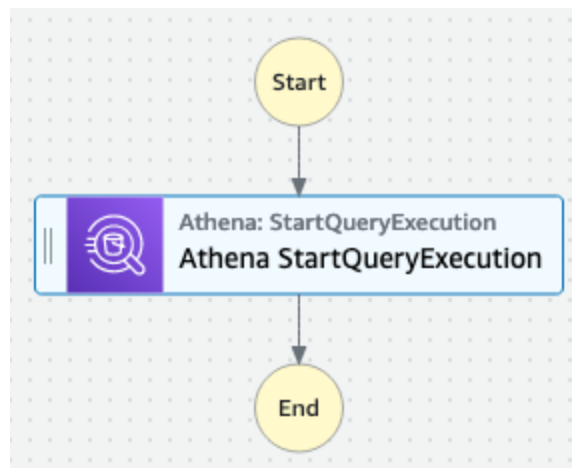 Start
Athena: StartQueryExecution
Athena StartQueryExecution
End